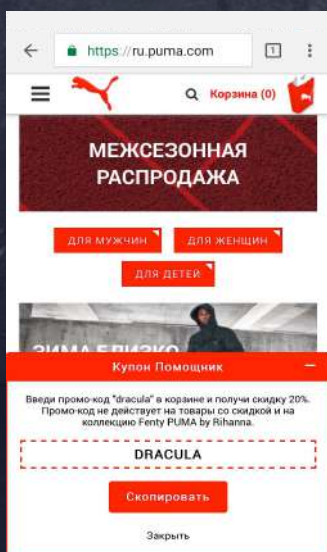 https://ru.puma.com
1
Корзина (0)
МЕЖСЕЗОННАЯ
РАСПРОДАЖА
ДЛЯ МУЖЧИН
ДЛЯ ЖЕНЩИН
ДЛЯ ДЕТЕЙ
ЗИМА БЛИЗКО
Купон Помощник
Введи промо-код "dracula" в корзине и получи скидку 20%.
Промо-код не действует на товары со скидкой и на
коллекцию Fenty PUMA by Rihanna.
DRACULA
Скопировать
Закрыть